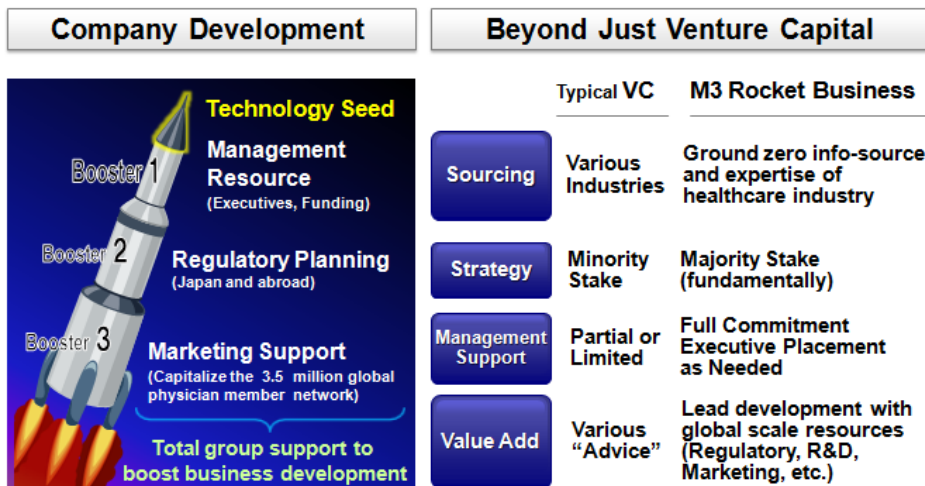 Company Development
Technology Seed
Booster 1
Management
Resource
(Executives, Funding)
Booster 2
Regulatory Planning
(Japan and abroad)
Booster 3
Marketing Support
(Capitalize the 3.5 million global
physician member network)
Total group support to
boost business development
Beyond Just Venture Capital
Typical VC
M3 Rocket Business
Sourcing
Various
Industries
Ground zero info-source
and expertise of
healthcare industry
Strategy
Minority
Stake
Majority Stake
(fundamentally)
Management
Support
Partial or
Limited
Full Commitment
Executive Placement
as Needed
Value Add
Various
“Advice”
Lead development with
global scale resources
(Regulatory, R&D,
Marketing, etc.)